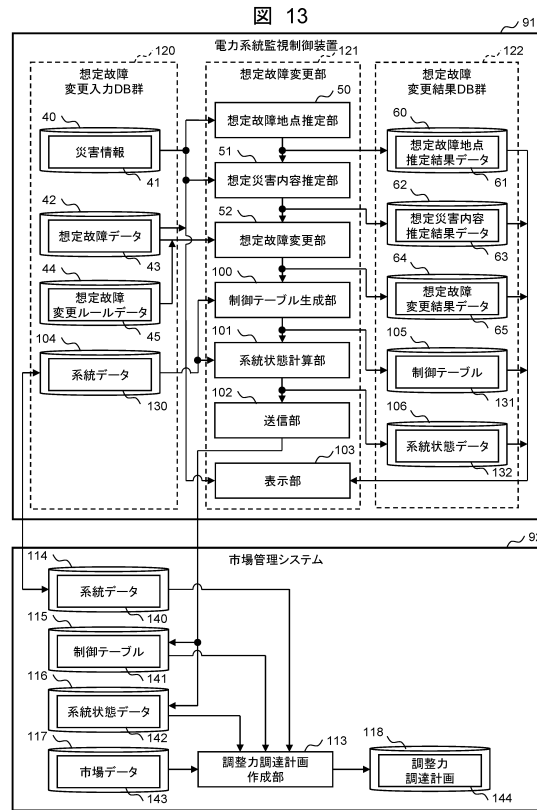 図 13
91
電力系統監視制御装置
120
想定故障
変更入力DB群
40
災害情報
41
42
想定故障データ
43
44
想定故障
変更ルールデータ
45
104
系統データ
130
121
想定故障変更部
50
想定故障地点推定部
51
想定災害内容推定部
52
想定故障変更部
100
制御テーブル生成部
101
系統状態計算部
102
送信部
103
表示部
122
想定故障
変更結果DB群
60
想定故障地点
推定結果データ
61
62
想定災害内容
推定結果データ
63
64
想定故障
変更結果データ
65
105
制御テーブル
131
106
系統状態データ
132
92
市場管理システム
114
系統データ
140
115
制御テーブル
141
116
系統状態データ
142
117
市場データ
143
113
調整力調達計画
作成部
118
調整力
調達計画
144